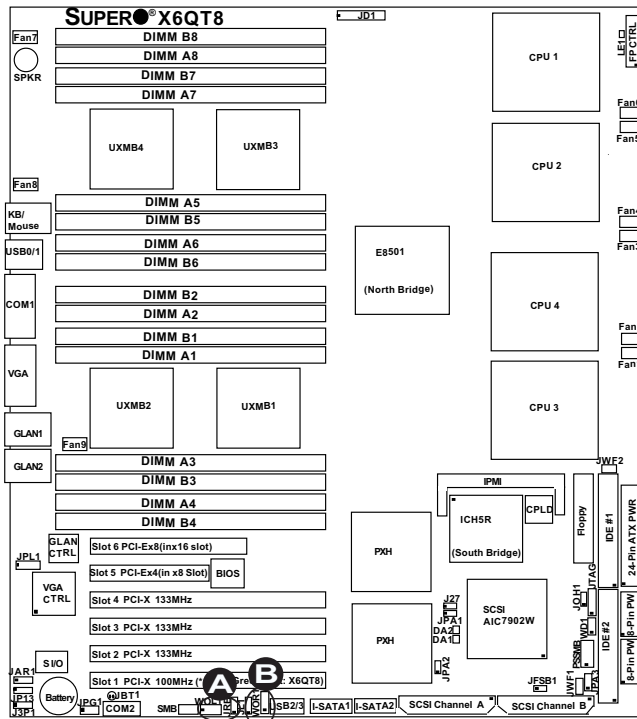 SUPER® X6QT8
JD1
Fan7
SPKR
DIMM B8
DIMM A8
DIMM B7
DIMM A7
CPU 1
LE1
FP CTRL
UXMB4
UXMB3
CPU 2
Fan8
KB/
Mouse
USB0/1
COM1
VGA
GLAN1
GLAN2
DIMM A5
DIMM B5
DIMM A6
DIMM B6
DIMM B2
DIMM A2
DIMM B1
DIMM A1
E8501
(North Bridge)
CPU 4
CPU 3
UXMB2
UXMB1
Fan9
DIMM A3
DIMM B3
DIMM A4
DIMM B4
IPMI
ICH5R
(South Bridge)
CPLD
Floppy
JWF2
IDE #1
24-Pin ATX PWR
GLAN
CTRL
JPL1
VGA
CTRL
Slot 6 PCI-Ex8(inx16 slot)
Slot 5 PCI-Ex4(in x8 Slot)
BIOS
Slot 4 PCI-X 133MHz
Slot 3 PCI-X 133MHz
Slot 2 PCI-X 133MHz
Slot 1 PCI-X 100MHz (*
X6QT8)
PXH
PXH
J27
JPA1
DA2
DA1
JPA2
SCSI
AIC7902W
JOH1
JTAG
WD1
IDE #2
8-Pin PW
8-Pin PW
JFSB1
JWF1
JPA3
S I/O
JAR1
JP13
J3P1
Battery
JBT1
JPG1
COM2
SMB
WOL1
A
B
WOR1
USB2/3
I-SATA1
I-SATA2
SCSI Channel A
SCSI Channel B